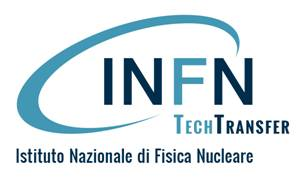 INFN
TECHTRANSFER
Istituto Nazionale di Fisica Nucleare